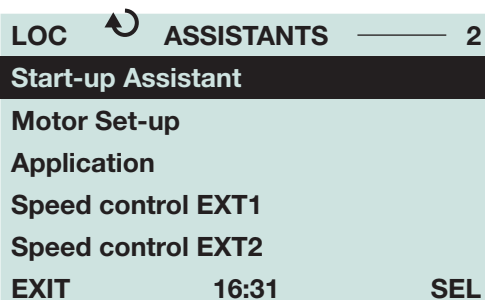 LOC ASSISTANTS 2
Start-up Assistant
Motor Set-up
Application
Speed control EXT1
Speed control EXT2
EXIT 16:31 SEL